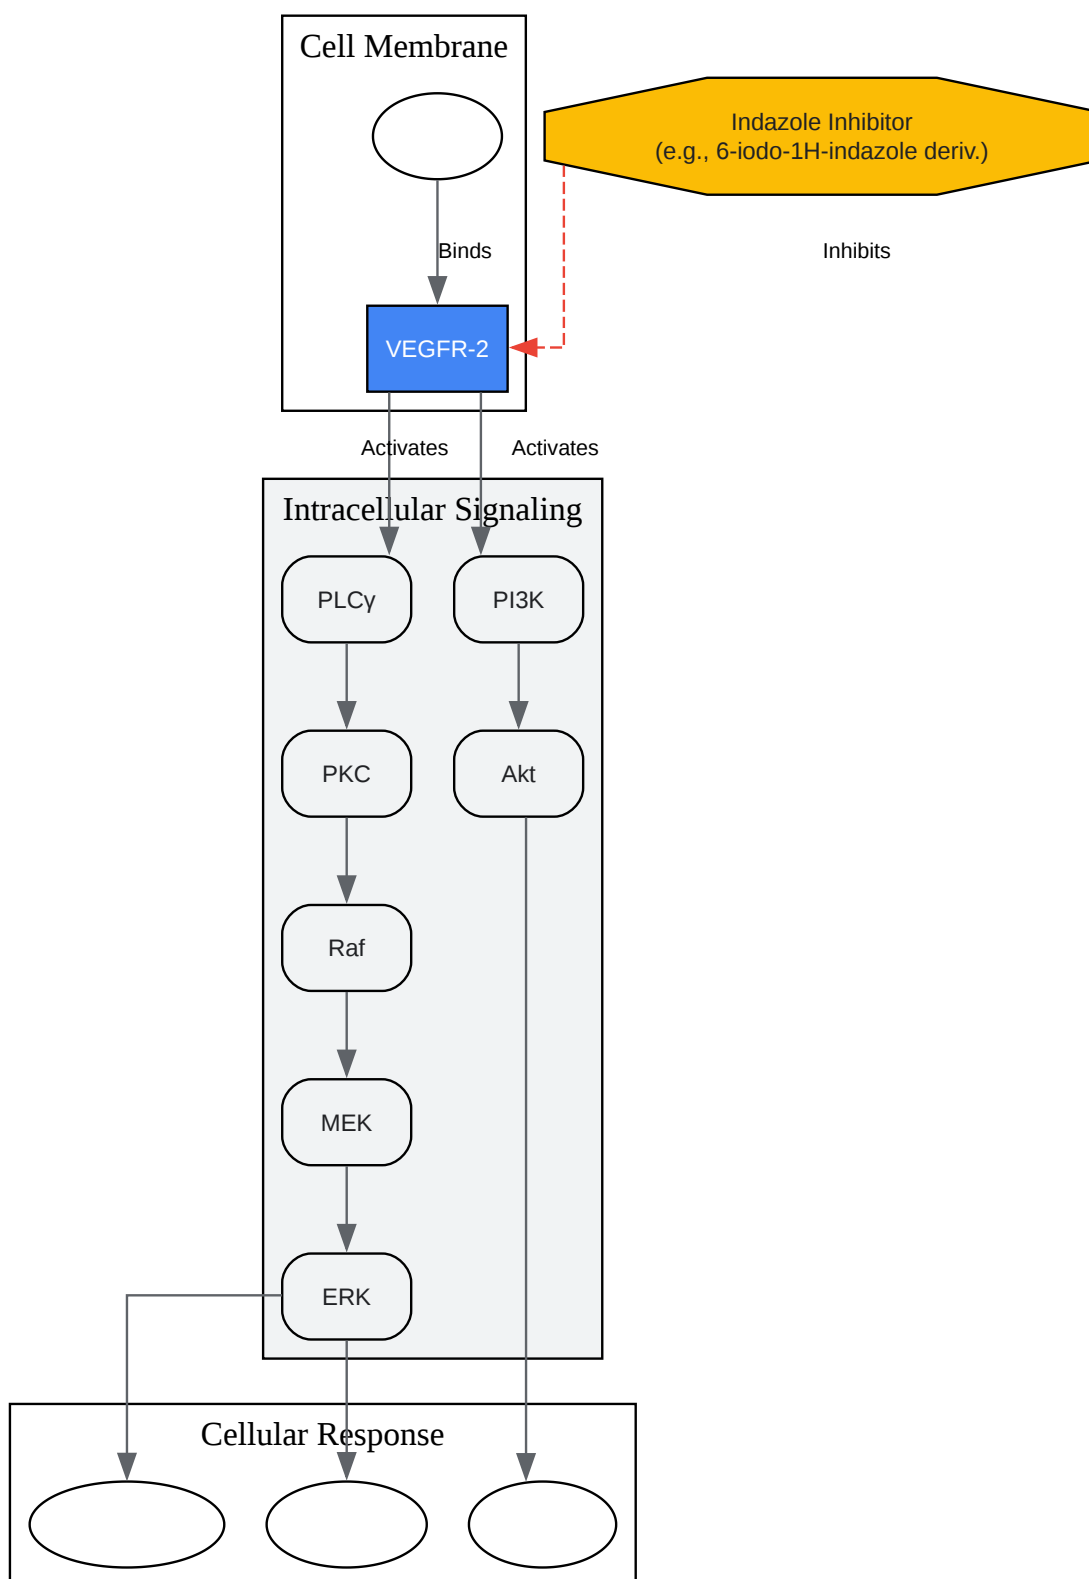 Cell Membrane
Indazole Inhibitor
(e.g., 6-iodo-1H-indazole deriv.)
Binds
Inhibits
VEGFR-2
Activates
Activates
Intracellular Signaling
PLCγ
PI3K
PKC
Akt
Raf
MEK
ERK
Cellular Response